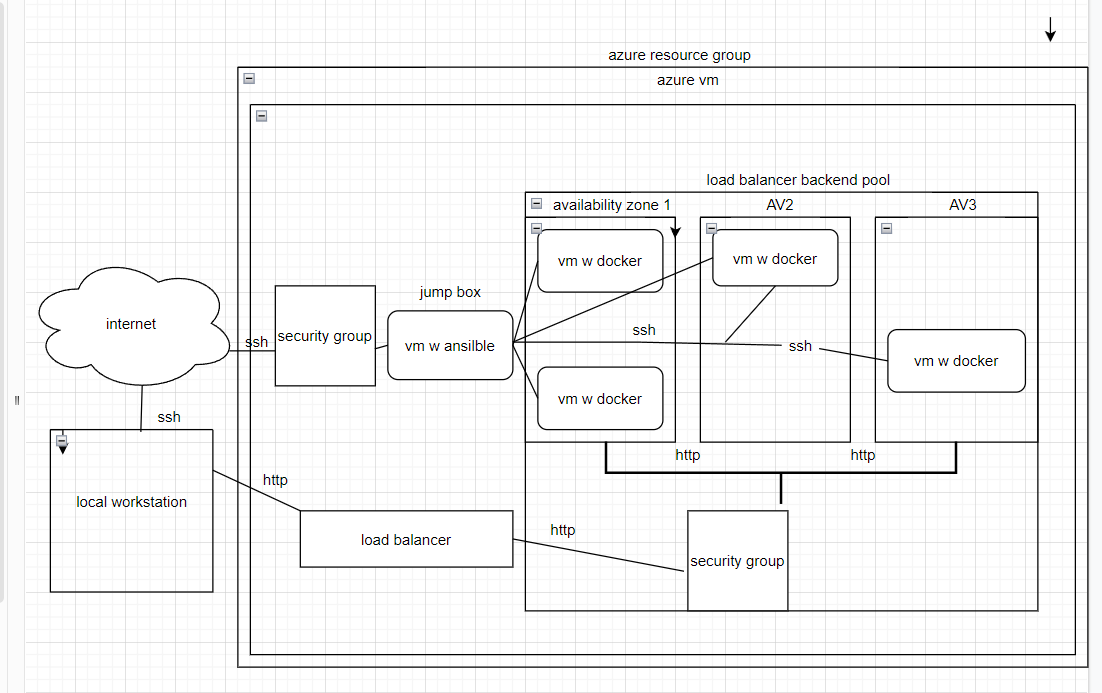 azure resource group
azure vm
load balancer backend pool
availability zone 1
AV2
AV3
vm w docker
vm w docker
jump box
internet
ssh
security group
vm w ansilble
ssh
ssh
vm w docker
vm w docker
ssh
http
http
local workstation
http
load balancer
http
security group